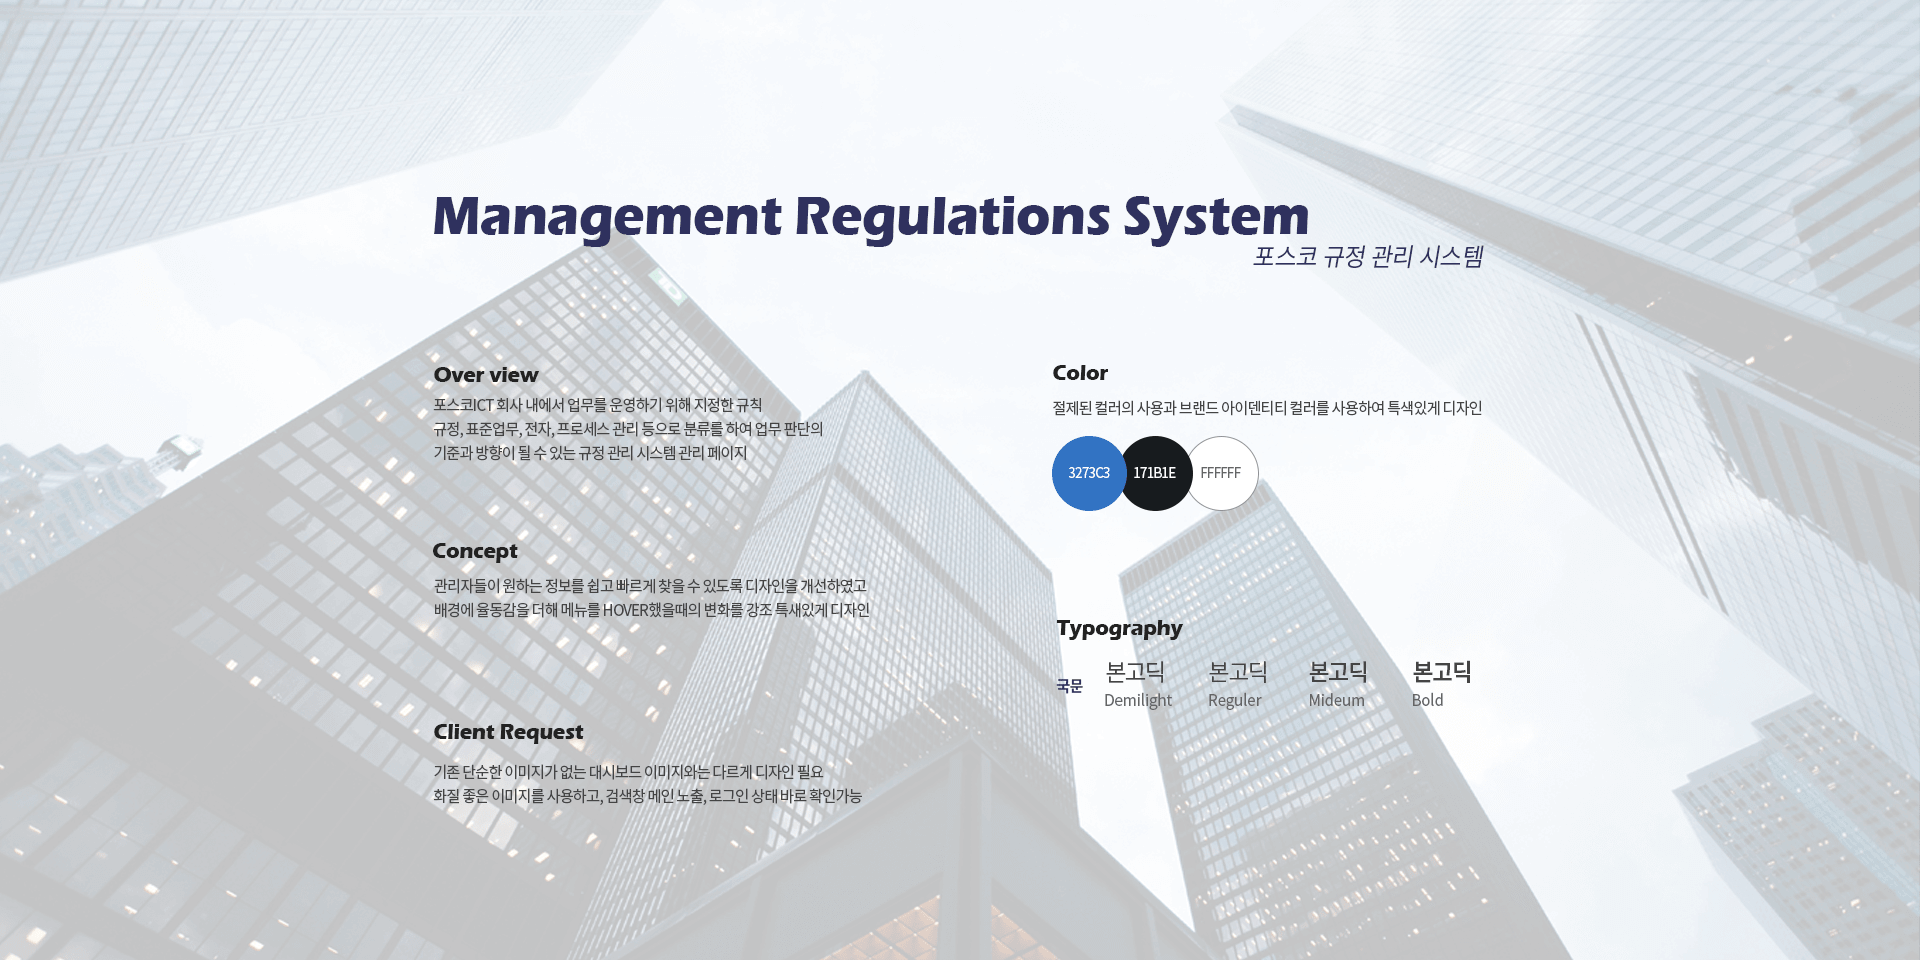 Management Regulations System
포스코 규정 관리 시스템
Over view
포스코ICT 회사 내에서 업무를 운영하기 위해 지정한 규칙
규정, 표준업무, 전자, 프로세스 관리 등으로 분류를 하여 업무 판단의
기준과 방향이 될 수 있는 규정 관리 시스템 관리 페이지
Concept
관리자들이 원하는 정보를 쉽고 빠르게 찾을 수 있도록 디자인을 개선하였고
배경에 율동감을 더해 메뉴를 HOVER했을때의 변화를 강조 특새있게 디자인
Client Request
기존 단순한 이미지가 없는 대시보드 이미지와는 다르게 디자인 필요
화질 좋은 이미지를 사용하고, 검색창 메인 노출, 로그인 상태 바로 확인가능
Color
절제된 컬러의 사용과 브랜드 아이덴티티 컬러를 사용하여 특색있게 디자인
3273C3 171B1E FFFFFF
Typography
국문
본고딕 본고딕 본고딕 본고딕
Demilight Reguler Mideum Bold